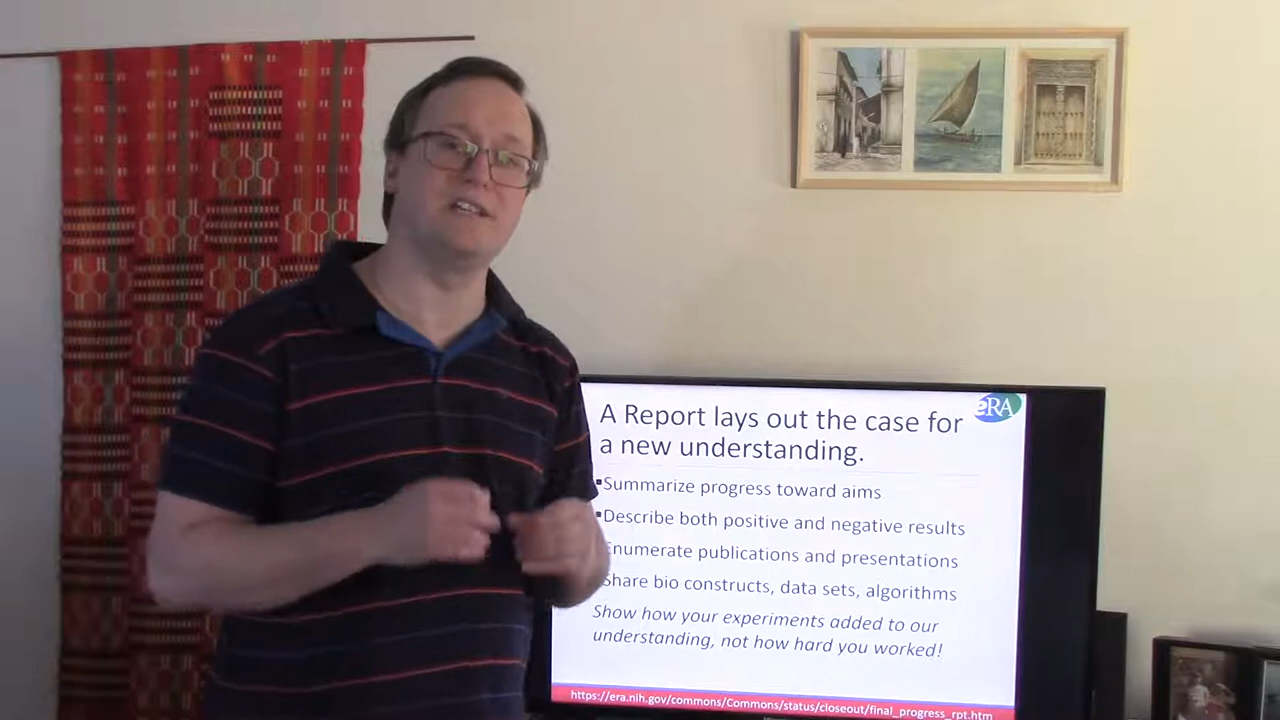 A Report lays out the case for
a new understanding.
eRA
▪Summarize progress toward aims
▪Describe both positive and negative results
Enumerate publications and presentations
Share bio constructs, data sets, algorithms
Show how your experiments added to our
understanding, not how hard you worked!
https://era.nih.gov/commons/Commons/status/closeout/final_progress_rpt.htm